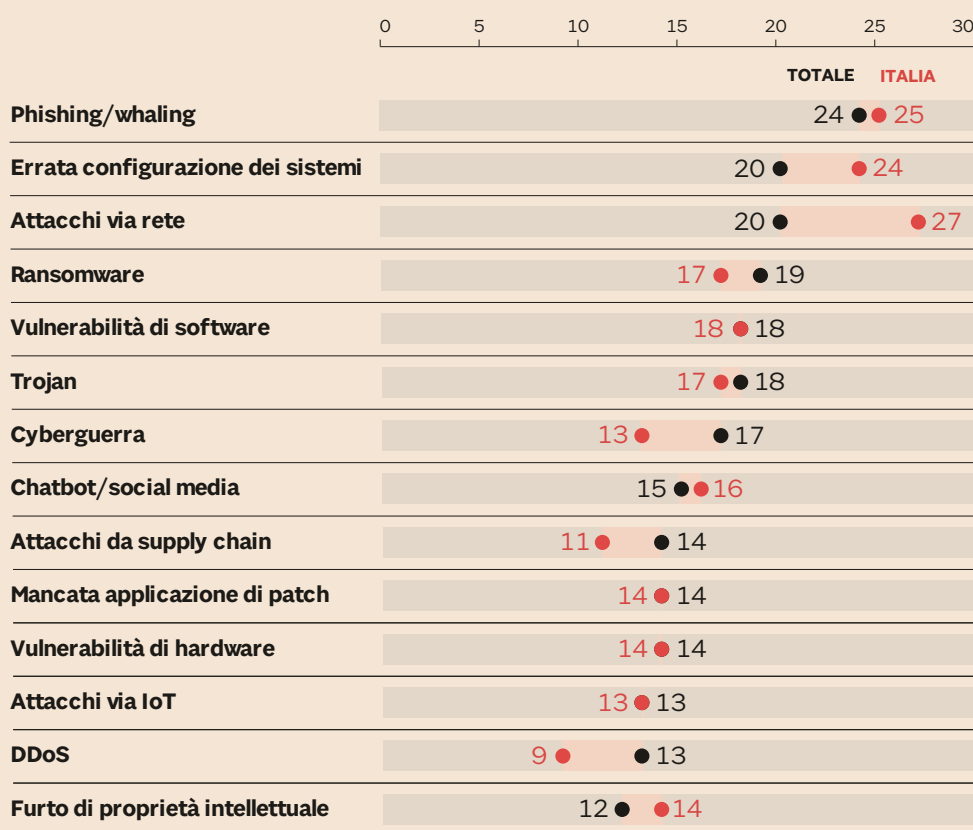 0 5 10 15 20 25 30
TOTALE ITALIA
Phishing/whaling 24 25
Errata configurazione dei sistemi 20 24
Attacchi via rete 20 27
Ransomware 17 19
Vulnerabilità di software 18 18
Trojan 17 18
Cyberguerra 13 17
Chatbot/social media 15 16
Attacchi da supply chain 11 14
Mancata applicazione di patch 14 14
Vulnerabilità di hardware 14 14
Attacchi via IoT 13 13
DDoS 9 13
Furto di proprietà intellettuale 12 14